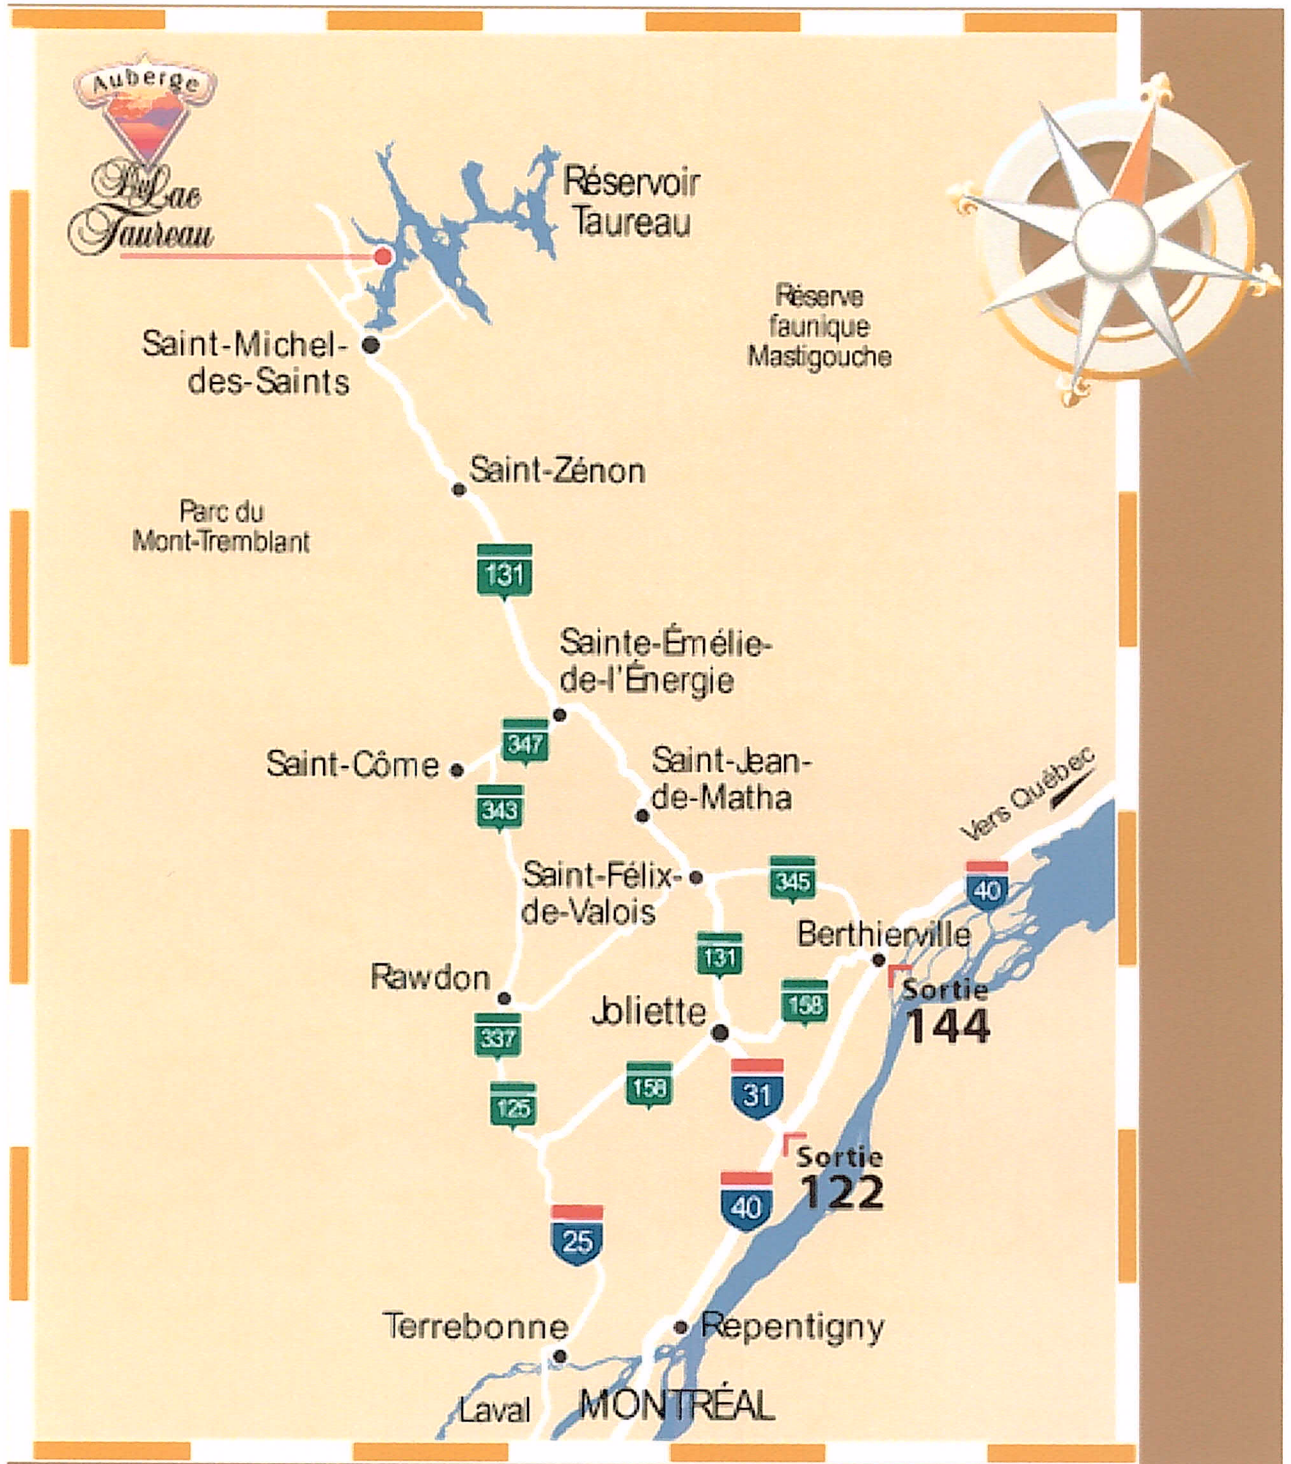 Auberge
Du Lac
Taureau
Réservoir
Taureau
Réserve
faunique
Mastigouche
Saint-Michel-
des-Saints
Saint-Zénon
Parc du
Mont-Tremblant
131
Sainte-Émélie-
de-l'Énergie
347
Saint-Côme
Saint-Jean-
de-Matha
343
Vers Québec
Saint-Félix-
de-Valois
345
40
Berthierville
131
Rawdon
Sortie
144
Joliette
158
337
158
31
125
Sortie
122
40
25
Terrebonne
Repentigny
Laval
MONTRÉAL